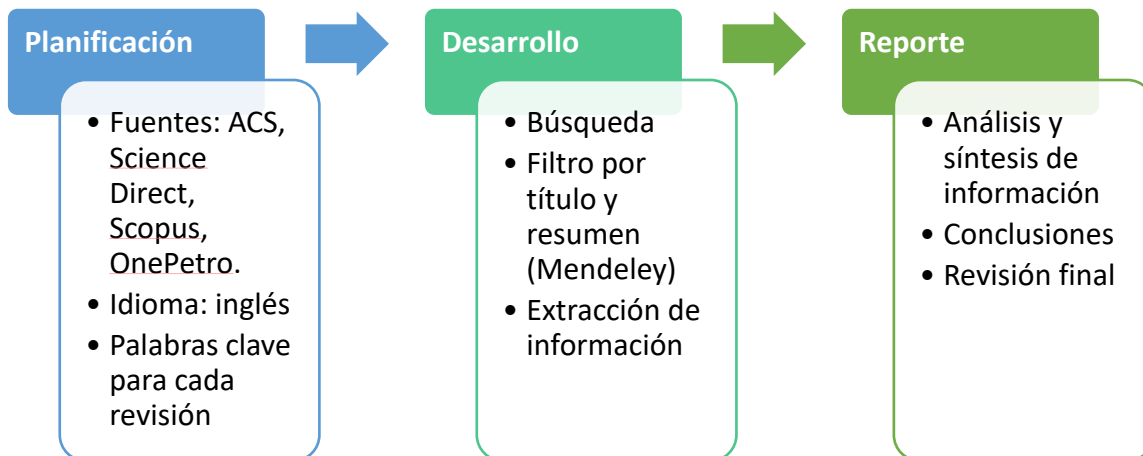 Planificación
• Fuentes: ACS,
Science
Direct,
Scopus,
OnePetro.
• Idioma: inglés
• Palabras clave
para cada
revisión
Desarrollo
• Búsqueda
• Filtro por
título y
resumen
(Mendeley)
• Extracción de
información
Reporte
• Análisis y
síntesis de
información
• Conclusiones
• Revisión final